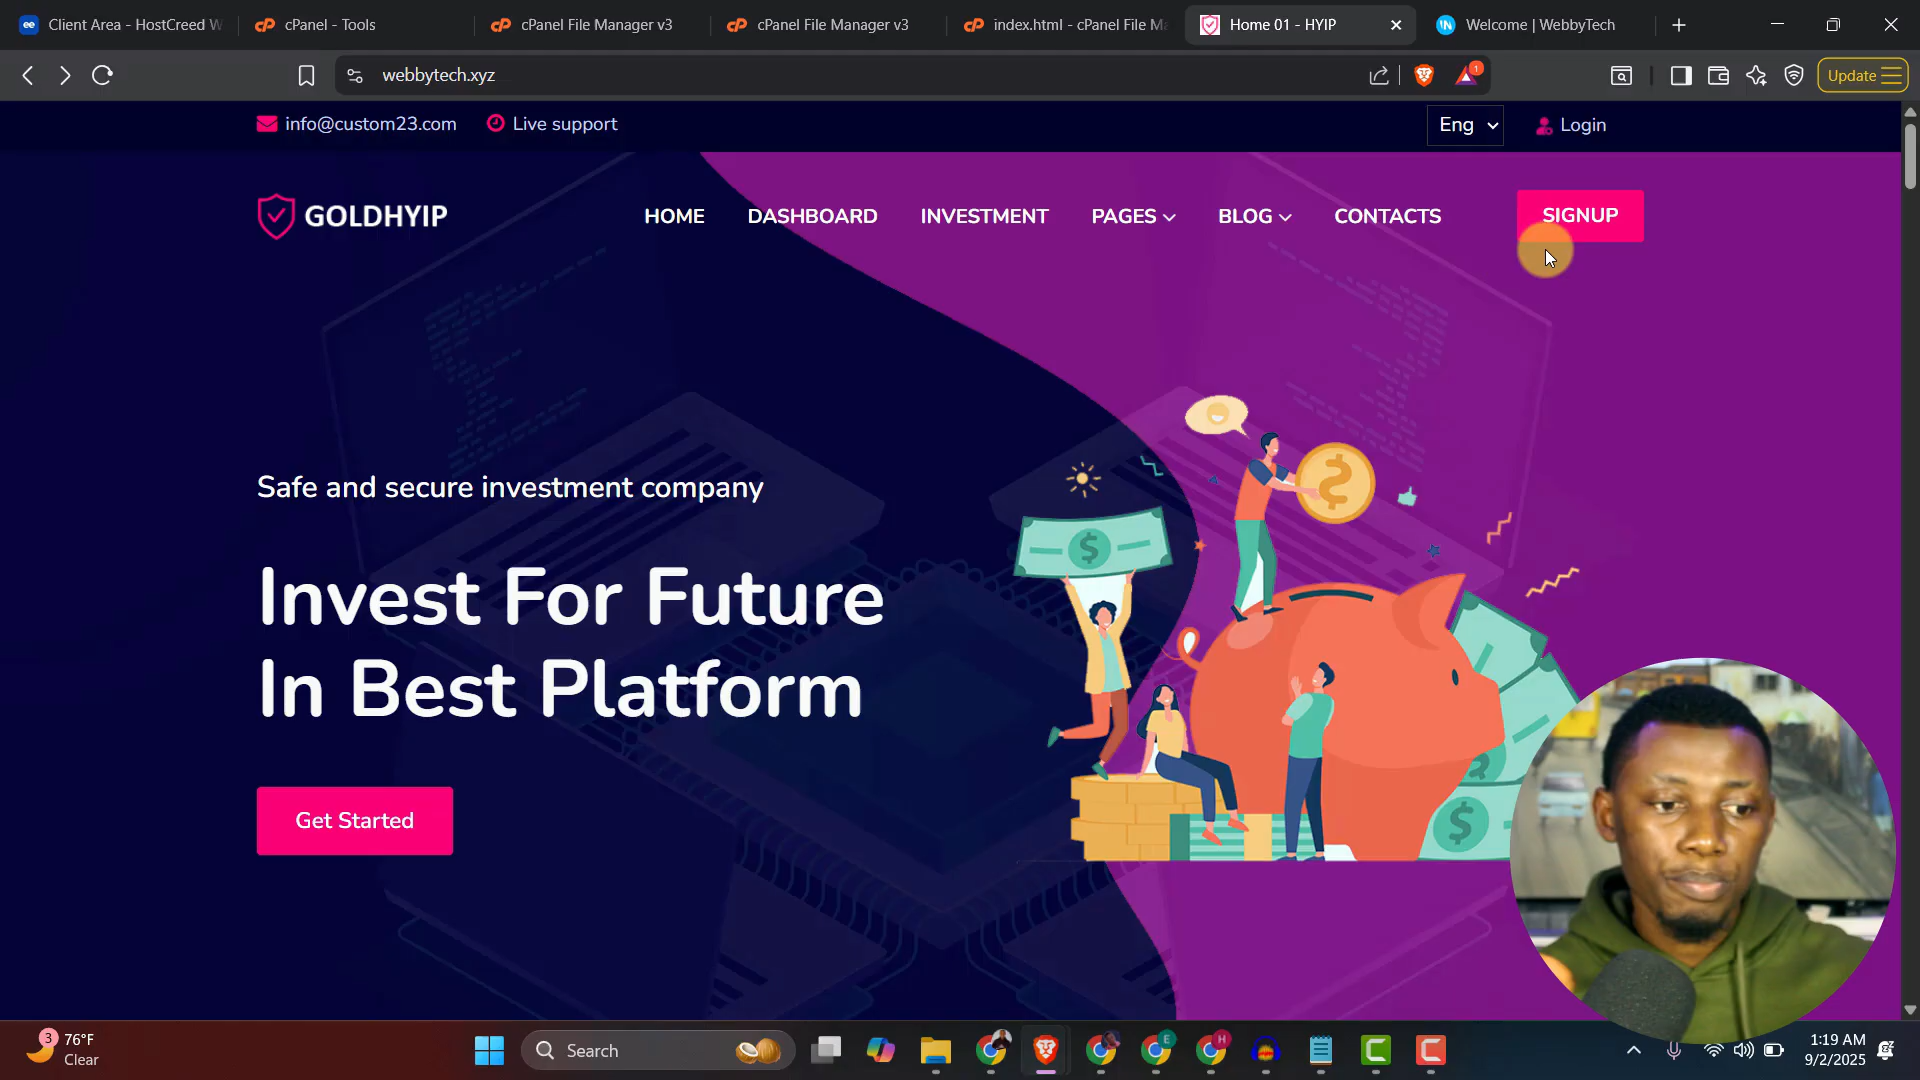 Client Area - HostCreed W
cPanel - Tools
cPanel File Manager v3
cPanel File Manager v3
index.html - cPanel File Ma
Home 01 - HYIP
Welcome | WebbyTech
webbytech.xyz
1
Update
info@custom23.com
Live support
Eng
Login
GOLDHYIP
HOME
DASHBOARD
INVESTMENT
PAGES
BLOG
CONTACTS
SIGNUP
Safe and secure investment company
Invest For Future
In Best Platform
Get Started
3
76°F
Clear
Search
1:19 AM
9/2/2025